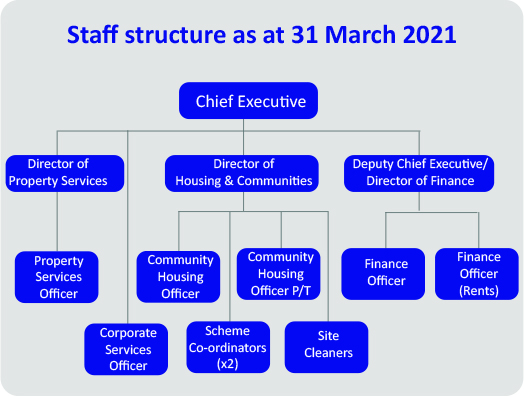 Staff structure as at 31 March 2021
Chief Executive
Director of
Property Services
Director of
Housing & Communities
Deputy Chief Executive/
Director of Finance
Property
Services
Officer
Community
Housing
Officer
Community
Housing
Officer P/T
Finance
Officer
Finance
Officer
(Rents)
Corporate
Services
Officer
Scheme
Co-ordinators
(x2)
Site
Cleaners